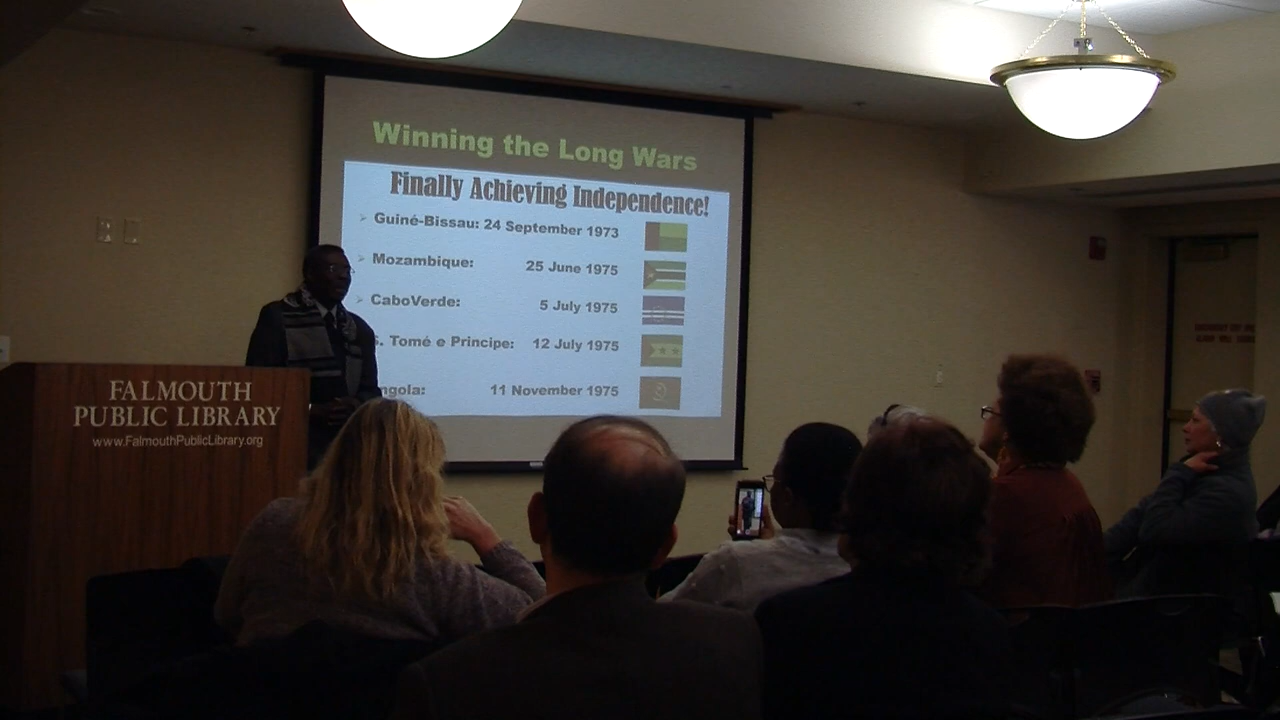 Winning the Long Wars
Finally Achieving Independence!
Guiné-Bissau: 24 September 1973
Mozambique: 25 June 1975
CaboVerde: 5 July 1975
S. Tomé e Principe: 12 July 1975
ngola: 11 November 1975
FALMOUTH
PUBLIC LIBRARY
www.FalmouthPublicLibrary.org